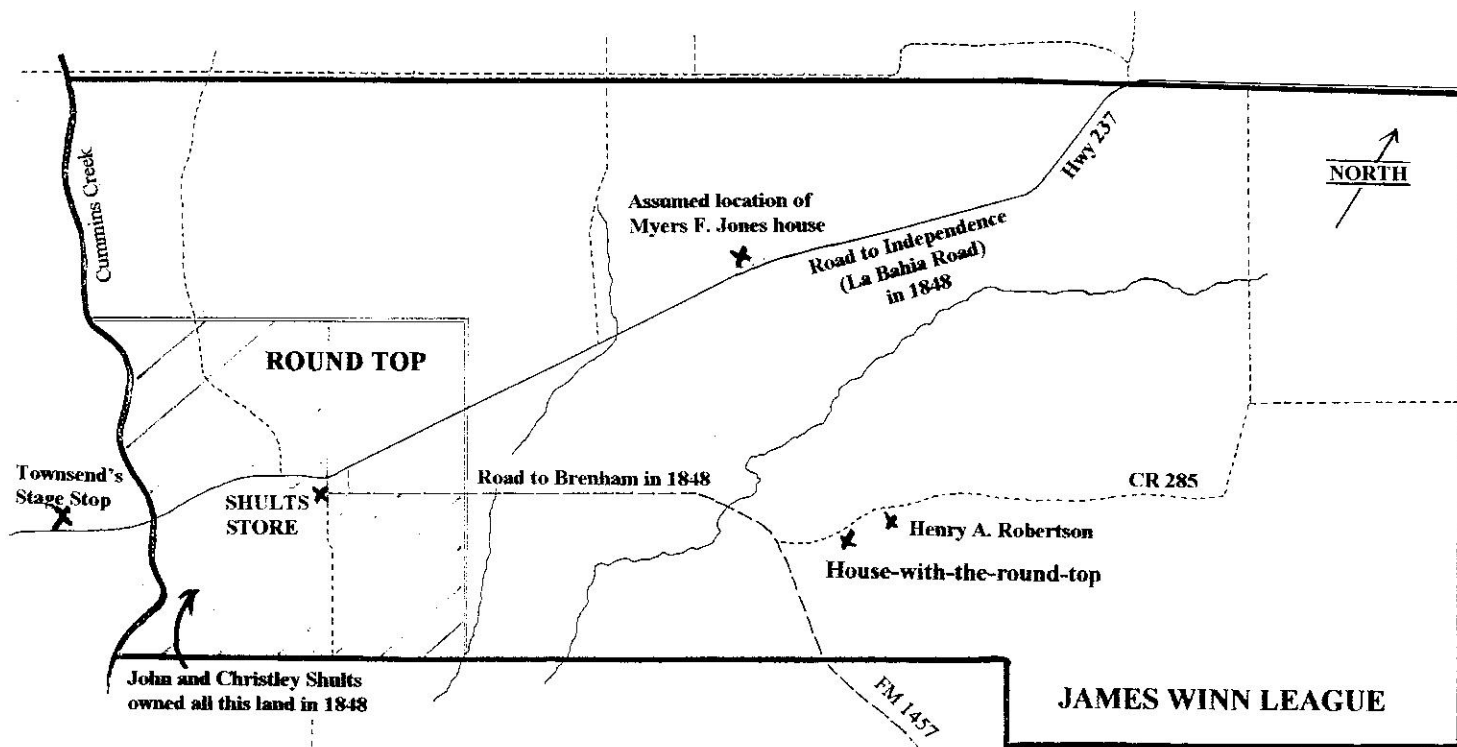 Cummins Creek
Hwy 237
NORTH
Assumed location of
Myers F. Jones house
Road to Independence
(La Bahia Road)
in 1848
ROUND TOP
Townsend's
Stage Stop
SHULTS
STORE
Road to Brenham in 1848
CR 285
Henry A. Robertson
House-with-the-round-top
John and Christley Shults
owned all this land in 1848
FM 1457
JAMES WINN LEAGUE